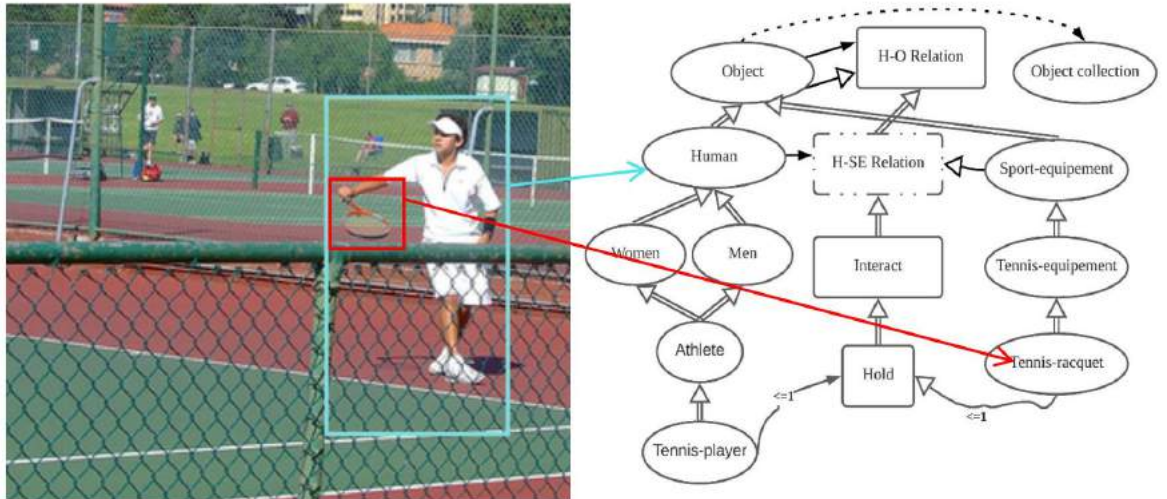 H-O Relation
Object
Object collection
Human
H-SE Relation
Sport-equipement
Women
Men
Interact
Tennis-equipement
Athlete
Hold
Tennis-racquet
<=1
<=1
Tennis-player